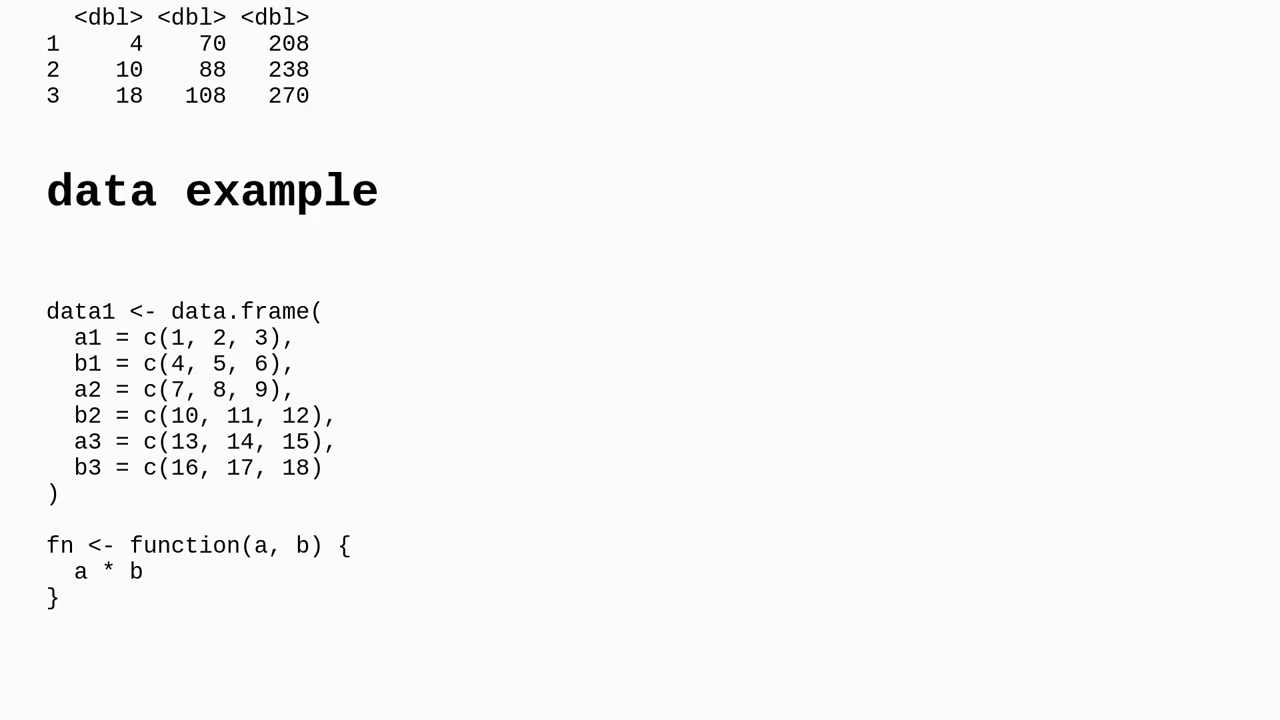 <dbl> <dbl> <dbl>
1     4    70   208
2    10    88   238
3    18   108   270
data example
data1 <- data.frame(
  a1 = c(1, 2, 3),
  b1 = c(4, 5, 6),
  a2 = c(7, 8, 9),
  b2 = c(10, 11, 12),
  a3 = c(13, 14, 15),
  b3 = c(16, 17, 18)
)
fn <- function(a, b) {
  a * b
}